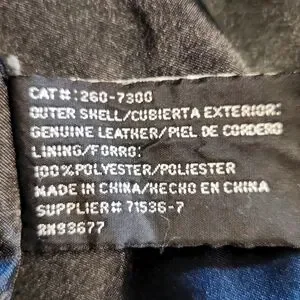 CAT#:260-7300
OUTER SHELL/CUBIERTA EXTERIOR:
GENUINE LEATHER/PIEL DE CORDERO
LINING/FORRO:
100%POLYESTER/POLIESTER
MADE IN CHINA/HECHO EN CHINA
SUPPLIER# 71536-7
RN93677